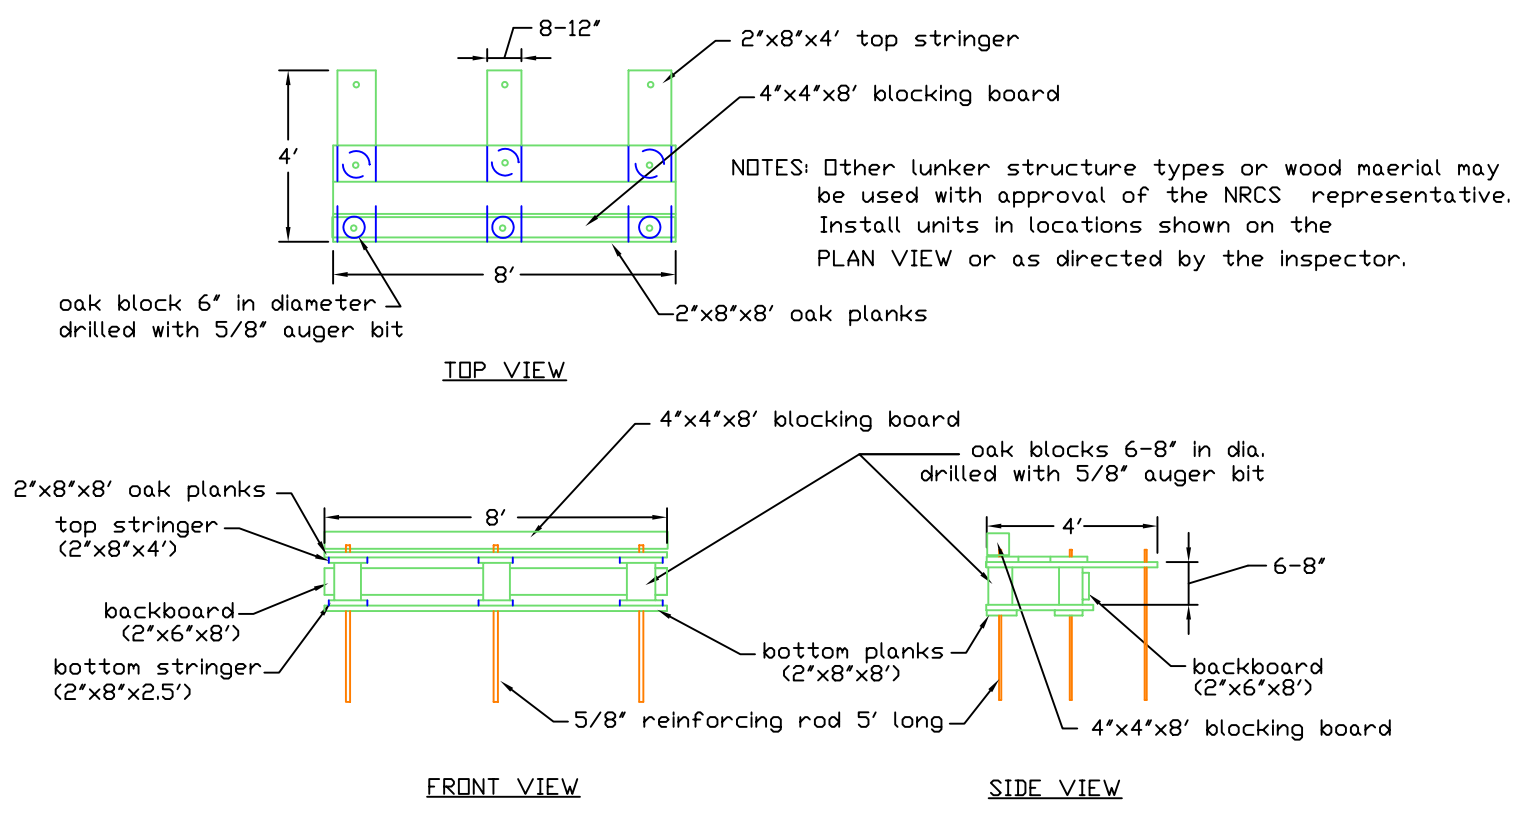 8-12"
2"x8"x4' top stringer
4"x4"x8' blocking board
4'
NOTES: Other lunker structure types or wood maerial may
be used with approval of the NRCS representative.
Install units in locations shown on the
PLAN VIEW or as directed by the inspector.
8'
oak block 6" in diameter
drilled with 5/8" auger bit
2"x8"x8' oak planks
TOP VIEW
4"x4"x8' blocking board
oak blocks 6-8" in dia.
drilled with 5/8" auger bit
2"x8"x8' oak planks
8'
4'
top stringer
(2"x8"x4')
6-8"
backboard
(2"x6"x8')
bottom stringer
(2"x8"x2.5')
bottom planks
(2"x8"x8')
backboard
(2"x6"x8')
5/8" reinforcing rod 5' long
4"x4"x8' blocking board
FRONT VIEW
SIDE VIEW